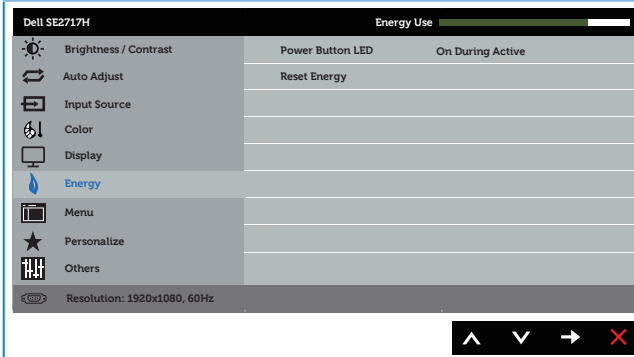 Dell SE2717H Energy Use
Brightness / Contrast Power Button LED On During Active
Auto Adjust Reset Energy
Input Source
Color
Display
Energy
Menu
Personalize
Others
Resolution: 1920x1080, 60Hz